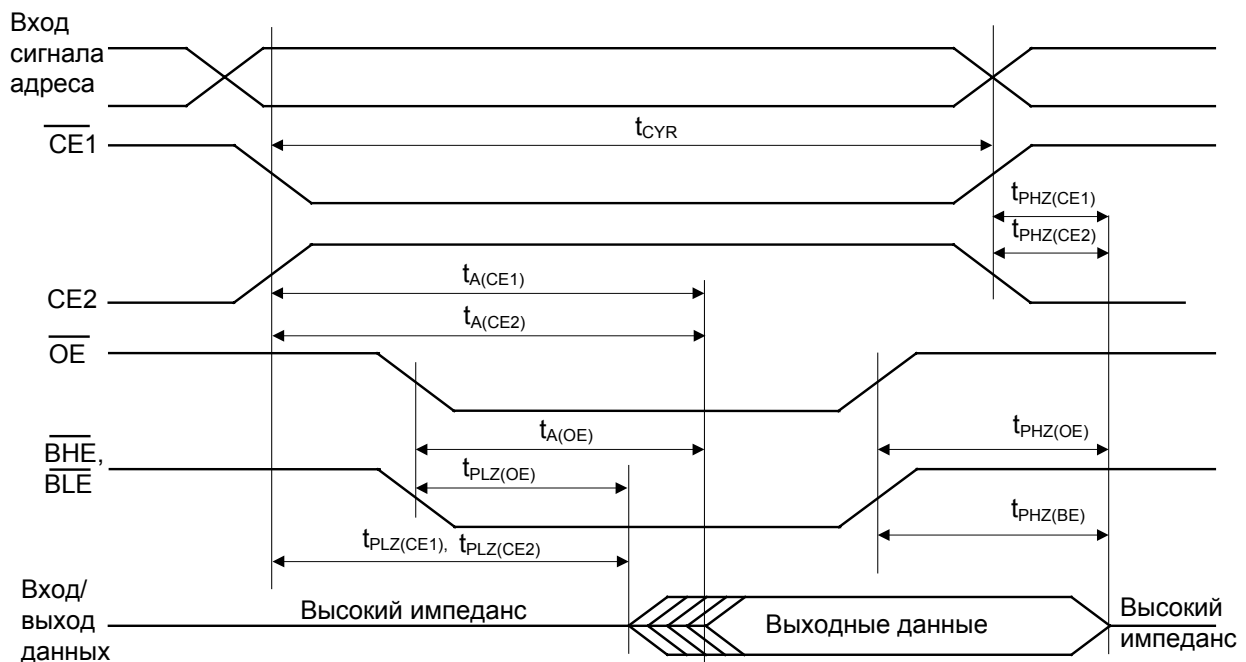 Вход
сигнала
адреса
CE1
tCYR
tPHZ(CE1)
tPHZ(CE2)
CE2
tA(CE1)
tA(CE2)
OE
tA(OE)
tPHZ(OE)
BHE,
BLE
tPLZ(OE)
tPHZ(BE)
tPLZ(CE1), tPLZ(CE2)
Вход/
выход
данных
Высокий импеданс
Выходные данные
Высокий
импеданс